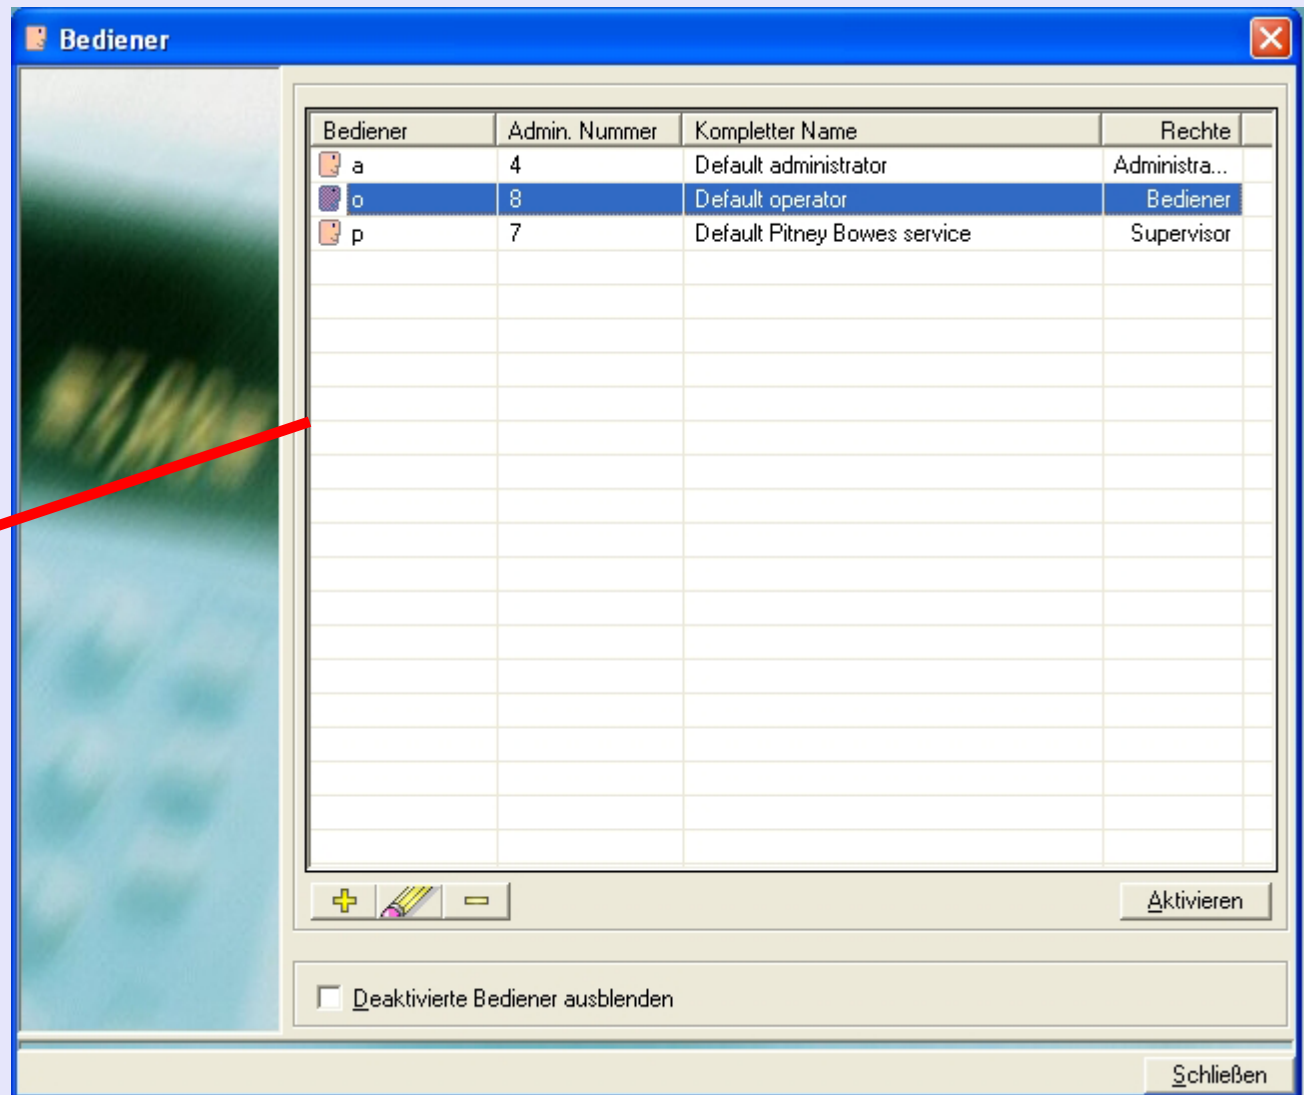 Bediener
Bediener Admin. Nummer Kompletter Name Rechte
a 4 Default administrator Administra...
o 8 Default operator Bediener
p 7 Default Pitney Bowes service Supervisor
Aktivieren
Deaktivierte Bediener ausblenden
Schließen